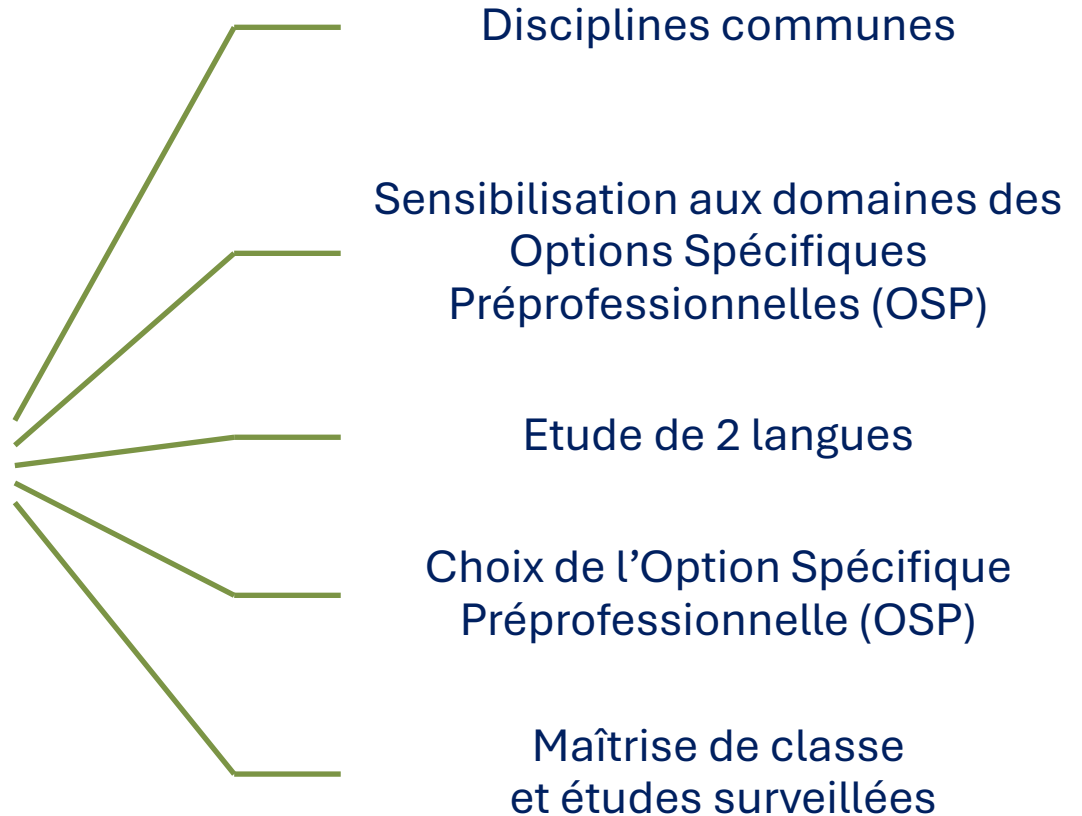 Disciplines communes
Sensibilisation aux domaines des
Options Spécifiques
Préprofessionnelles (OSP)
Etude de 2 langues
Choix de l’Option Spécifique
Préprofessionnelle (OSP)
Maîtrise de classe
et études surveillées